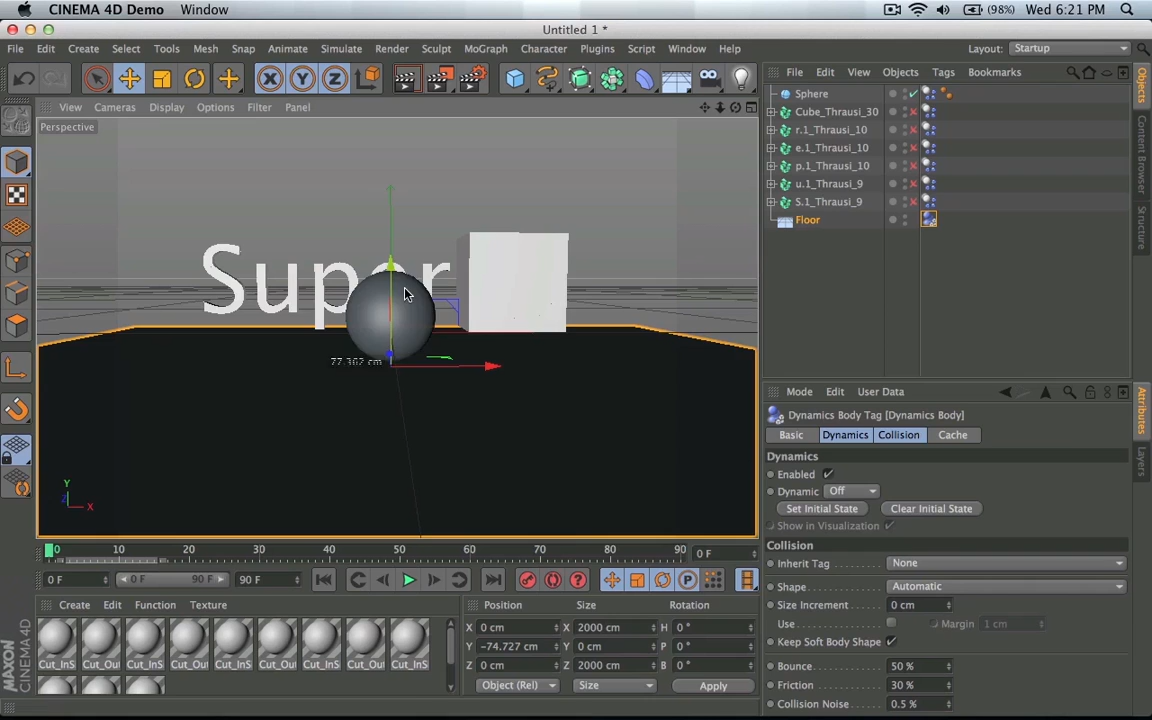 CINEMA 4D Demo Window (98%) Wed 6:21 PM
Untitled 1 *
File Edit Create Select Tools Mesh Snap Animate Simulate Render Sculpt MoGraph Character Plugins Script Window Help Layout: Startup
X Y Z
File Edit View Objects Tags Bookmarks
View Cameras Display Options Filter Panel
Perspective
Sphere
Cube_Thrausi_30
r.1_Thrausi_10
e.1_Thrausi_10
p.1_Thrausi_10
u.1_Thrausi_9
S.1_Thrausi_9
Floor
Objects
Content Browser
Structure
Super
77.362 cm
Y
Z
X
Mode Edit User Data
Dynamics Body Tag [Dynamics Body]
Basic Dynamics Collision Cache
Dynamics
Enabled
Dynamic Off
Set Initial State Clear Initial State
Show in Visualization
Collision
Inherit Tag None
Shape Automatic
Size Increment 0 cm
Use Margin 1 cm
Keep Soft Body Shape
Bounce 50 %
Friction 30 %
Collision Noise 0.5 %
Attributes
Layers
0 10 20 30 40 50 60 70 80 90 0 F
0 F 0 F 90 F 90 F
P
Create Edit Function Texture
Cut_InS Cut_Out Cut_InS Cut_Out Cut_InS Cut_Out Cut_InS Cut_Out Cut_InS
Position Size Rotation
X 0 cm X 2000 cm H 0 °
Y -74.727 cm Y 0 cm P 0 °
Z 0 cm Z 2000 cm B 0 °
Object (Rel) Size Apply
MAXON
CINEMA 4D